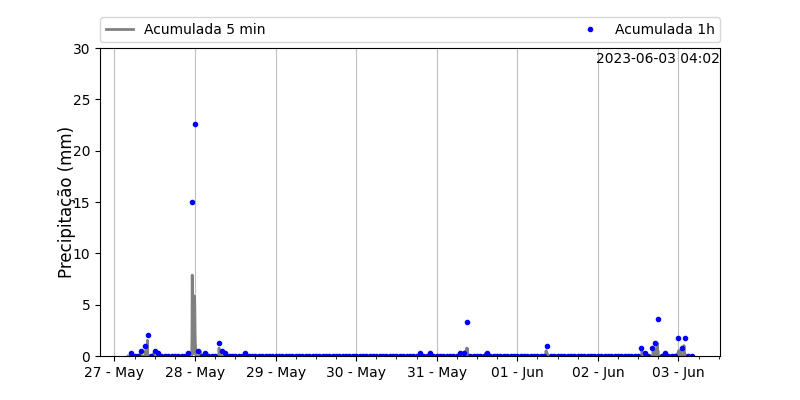 Acumulada 5 min
Acumulada 1h
2023-06-03 04:02
Precipitação (mm)
30
25
20
15
10
5
0
27 - May
28 - May
29 - May
30 - May
31 - May
01 - Jun
02 - Jun
03 - Jun